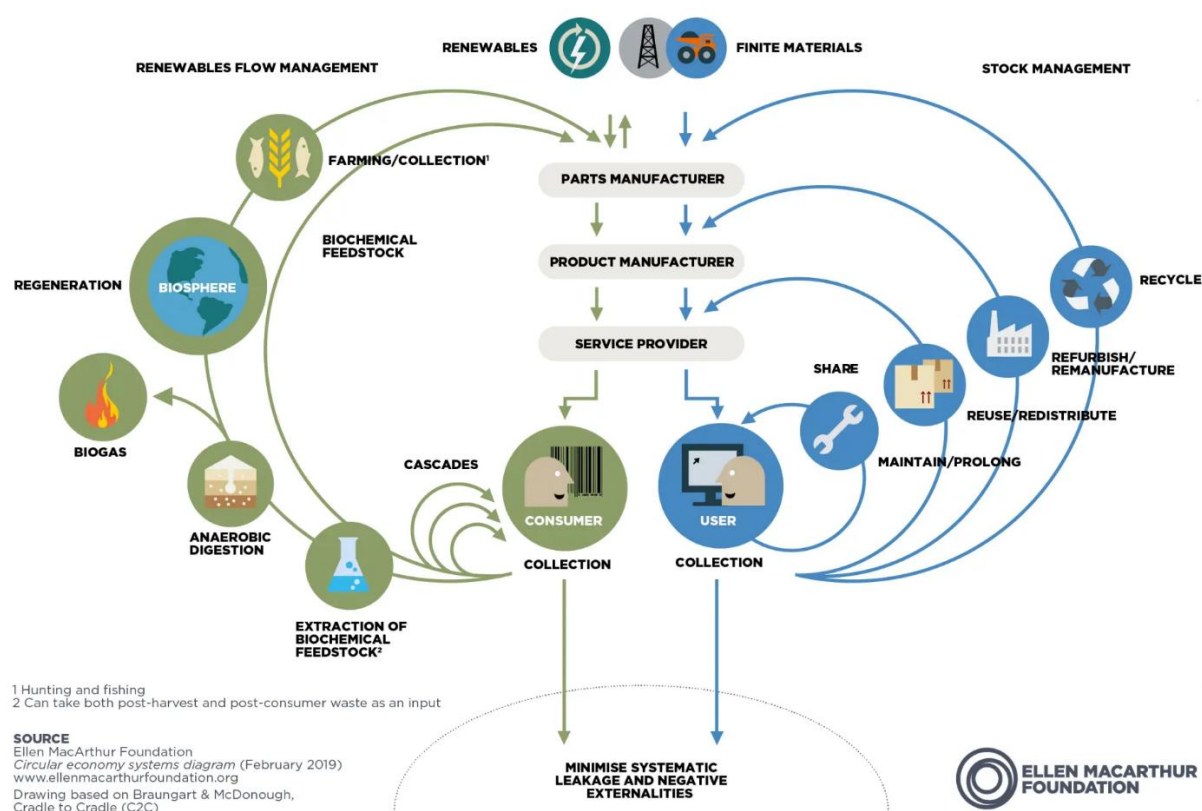 RENEWABLES
FINITE MATERIALS
RENEWABLES FLOW MANAGEMENT
STOCK MANAGEMENT
FARMING/COLLECTION¹
PARTS MANUFACTURER
BIOCHEMICAL
FEEDSTOCK
PRODUCT MANUFACTURER
REGENERATION
BIOSPHERE
RECYCLE
SERVICE PROVIDER
SHARE
REFURBISH/
REMANUFACTURE
REUSE/REDISTRIBUTE
BIOGAS
CASCADES
MAINTAIN/PROLONG
CONSUMER
USER
ANAEROBIC
DIGESTION
COLLECTION
COLLECTION
EXTRACTION OF
BIOCHEMICAL
FEEDSTOCK²
1 Hunting and fishing
2 Can take both post-harvest and post-consumer waste as an input
SOURCE
Ellen MacArthur Foundation
Circular economy systems diagram (February 2019)
www.ellenmacarthurfoundation.org
Drawing based on Braungart & McDonough,
Cradle to Cradle (C2C)
MINIMISE SYSTEMATIC
LEAKAGE AND NEGATIVE
EXTERNALITIES
ELLEN MACARTHUR
FOUNDATION